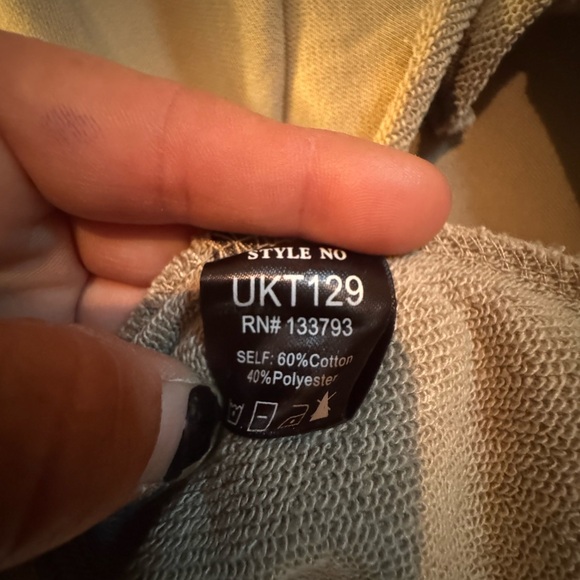 STYLE NO
UKT129
RN# 133793
SELF: 60%Cotton
40%Polyester